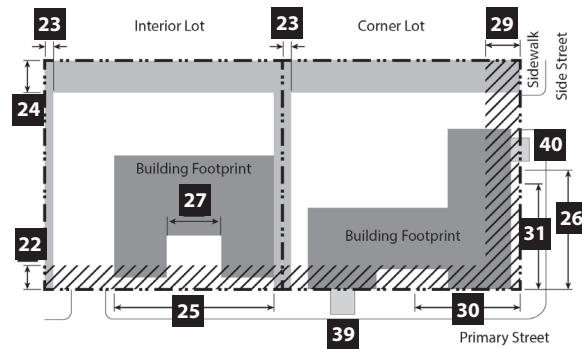 Interior Lot
Corner Lot
23
23
29
Sidewalk
Side Street
24
40
Building Footprint
27
26
31
Building Footprint
22
25
30
39
Primary Street